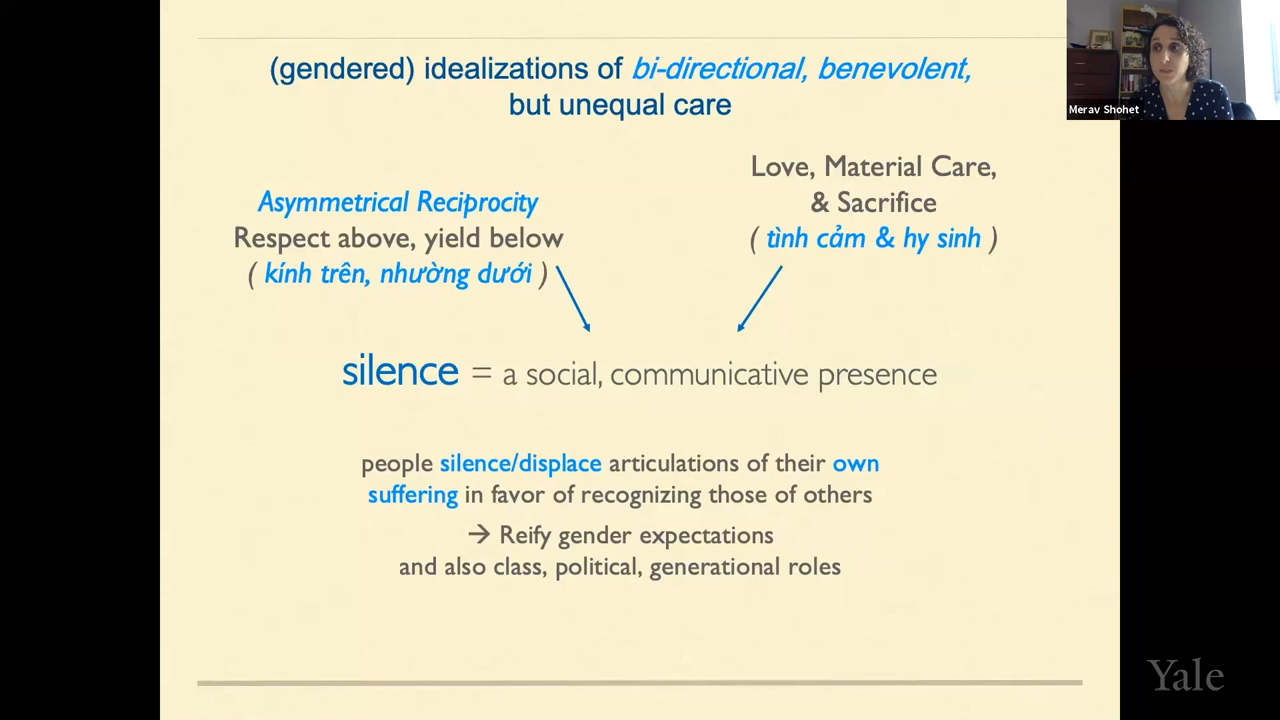 (gendered) idealizations of bi-directional, benevolent,
but unequal care
Asymmetrical Reciprocity
Respect above, yield below
( kính trên, nhường dưới )
Love, Material Care,
& Sacrifice
( tình cảm & hy sinh )
silence = a social, communicative presence
people silence/displace articulations of their own
suffering in favor of recognizing those of others
→ Reify gender expectations
and also class, political, generational roles
Merav Shohet
Yale